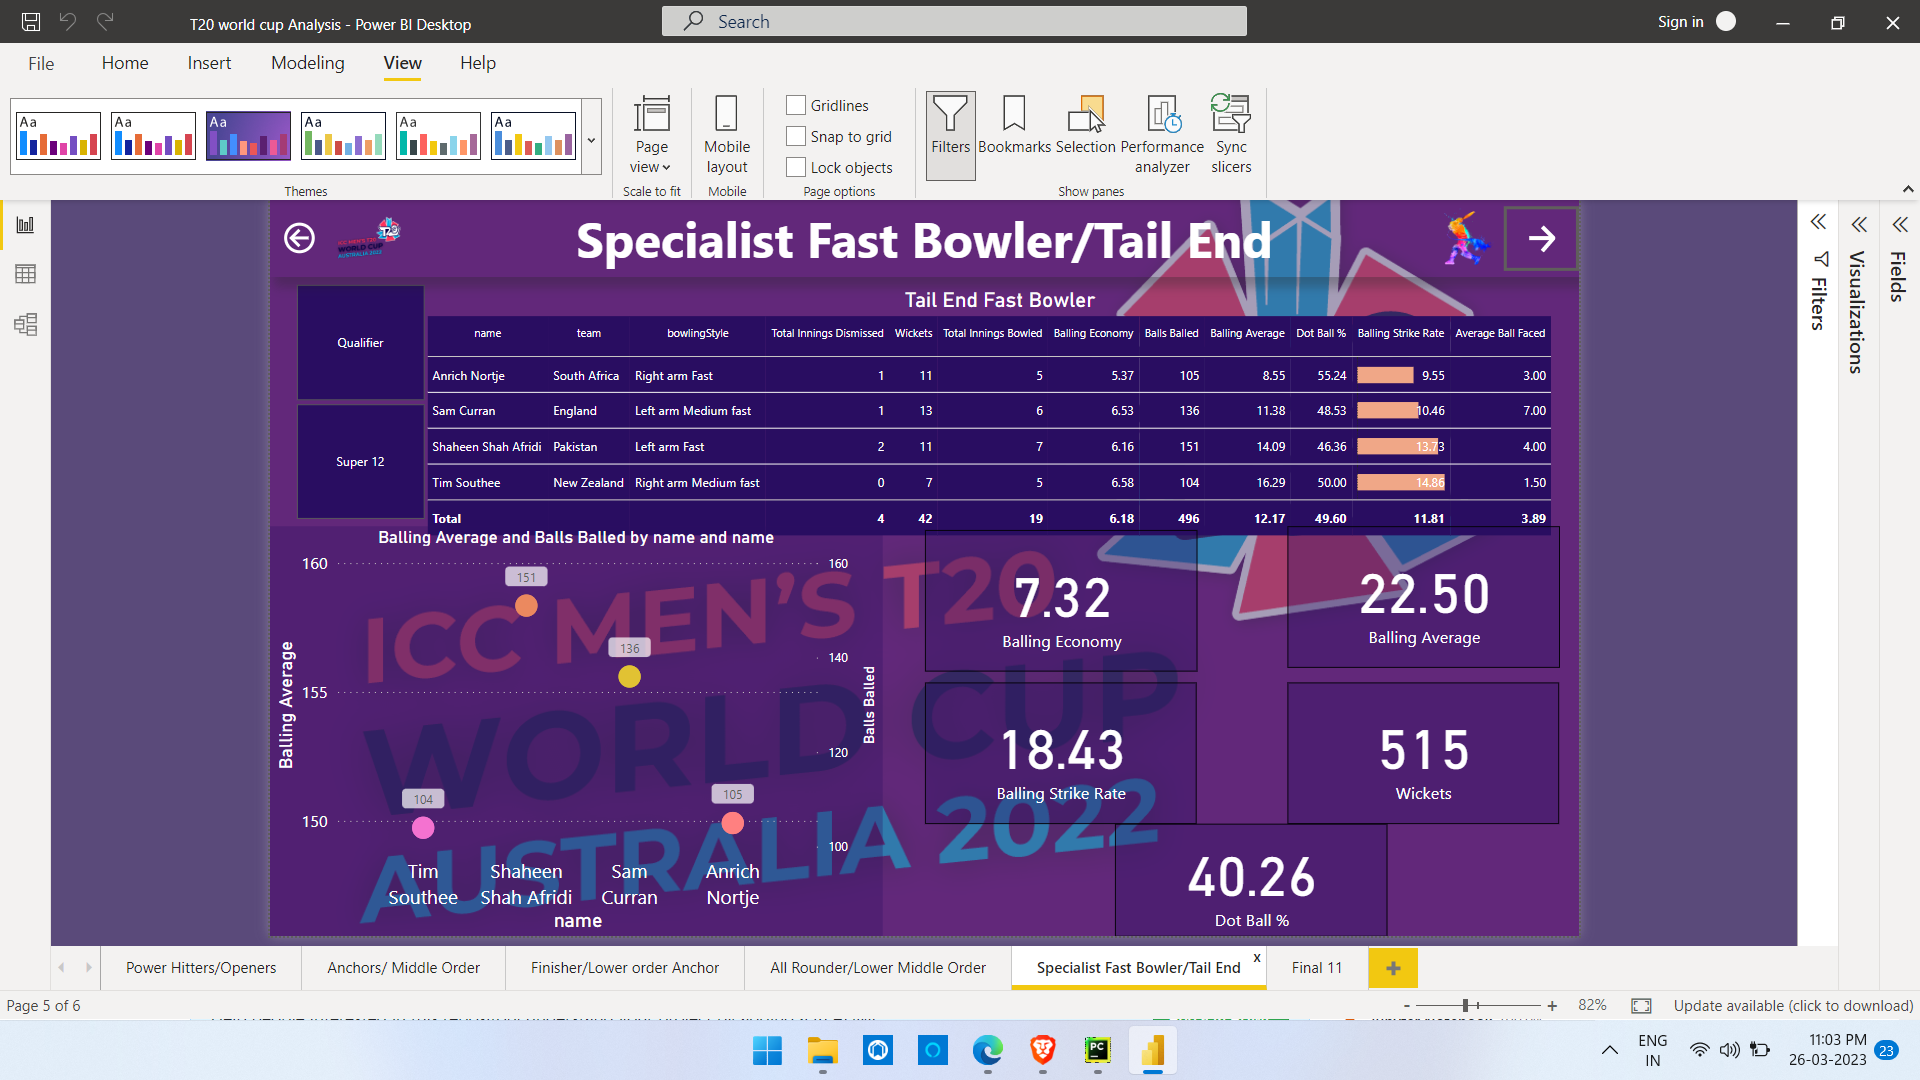 T20 world cup Analysis - Power BI Desktop
Search
Sign in
File Home Insert Modeling View Help
Aa Aa Aa Aa Aa Aa
Themes
Page view
Scale to fit
Mobile layout
Mobile
Gridlines
Snap to grid
Lock objects
Page options
Filters
Bookmarks
Selection
Performance analyzer
Sync slicers
Show panes
ICC MEN'S T20
WORLD CUP
AUSTRALIA 2022
Specialist Fast Bowler/Tail End
Filters
Visualizations
Fields
Qualifier
Super 12
Tail End Fast Bowler
name team bowlingStyle Total Innings Dismissed Wickets Total Innings Bowled Balling Economy Balls Balled Balling Average Dot Ball % Balling Strike Rate Average Ball Faced
Anrich Nortje South Africa Right arm Fast 1 11 5 5.37 105 8.55 55.24 9.55 3.00
Sam Curran England Left arm Medium fast 1 13 6 6.53 136 11.38 48.53 10.46 7.00
Shaheen Shah Afridi Pakistan Left arm Fast 2 11 7 6.16 151 14.09 46.36 13.73 4.00
Tim Southee New Zealand Right arm Medium fast 0 7 5 6.58 104 16.29 50.00 14.86 1.50
Total 4 42 19 6.18 496 12.17 49.60 11.81 3.89
Balling Average and Balls Balled by name and name
160
155
150
Balling Average
151
136
104
105
160
140
120
100
Balls Balled
Tim Southee
Shaheen Shah Afridi
Sam Curran
Anrich Nortje
name
ICC MEN'S T20
WORLD CUP
AUSTRALIA 2022
7.32
Balling Economy
22.50
Balling Average
18.43
Balling Strike Rate
515
Wickets
40.26
Dot Ball %
Power Hitters/Openers Anchors/ Middle Order Finisher/Lower order Anchor All Rounder/Lower Middle Order Specialist Fast Bowler/Tail End x Final 11 +
Page 5 of 6
- + 82%
Update available (click to download)
PC
ENG
IN
11:03 PM
26-03-2023
23